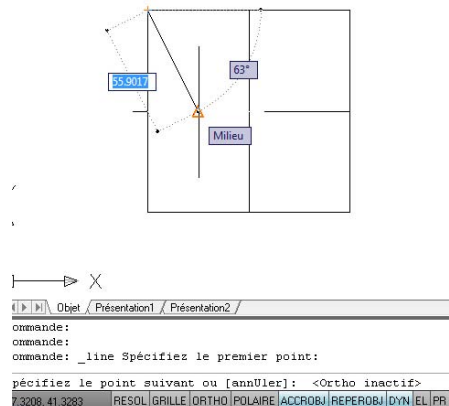 63°
55.9017
Milieu
X
Objet / Présentation1 / Présentation2 /
ommande:
ommande:
ommande: _line Spécifiez le premier point:
pécifiez le point suivant ou [annUler]: <Ortho inactif>
7.3208, 41.3283 RESOL GRILLE ORTHO POLAIRE ACCROBJ REPEROBJ DYN EL PR